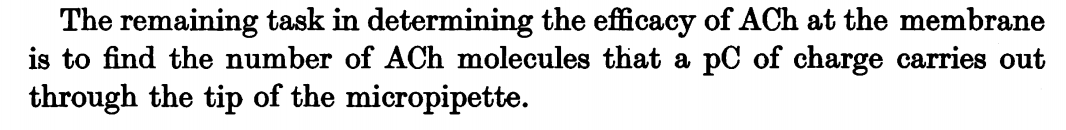 The remaining task in determining the efficacy of ACh at the membrane
is to find the number of ACh molecules that a pC of charge carries out
through the tip of the micropipette.